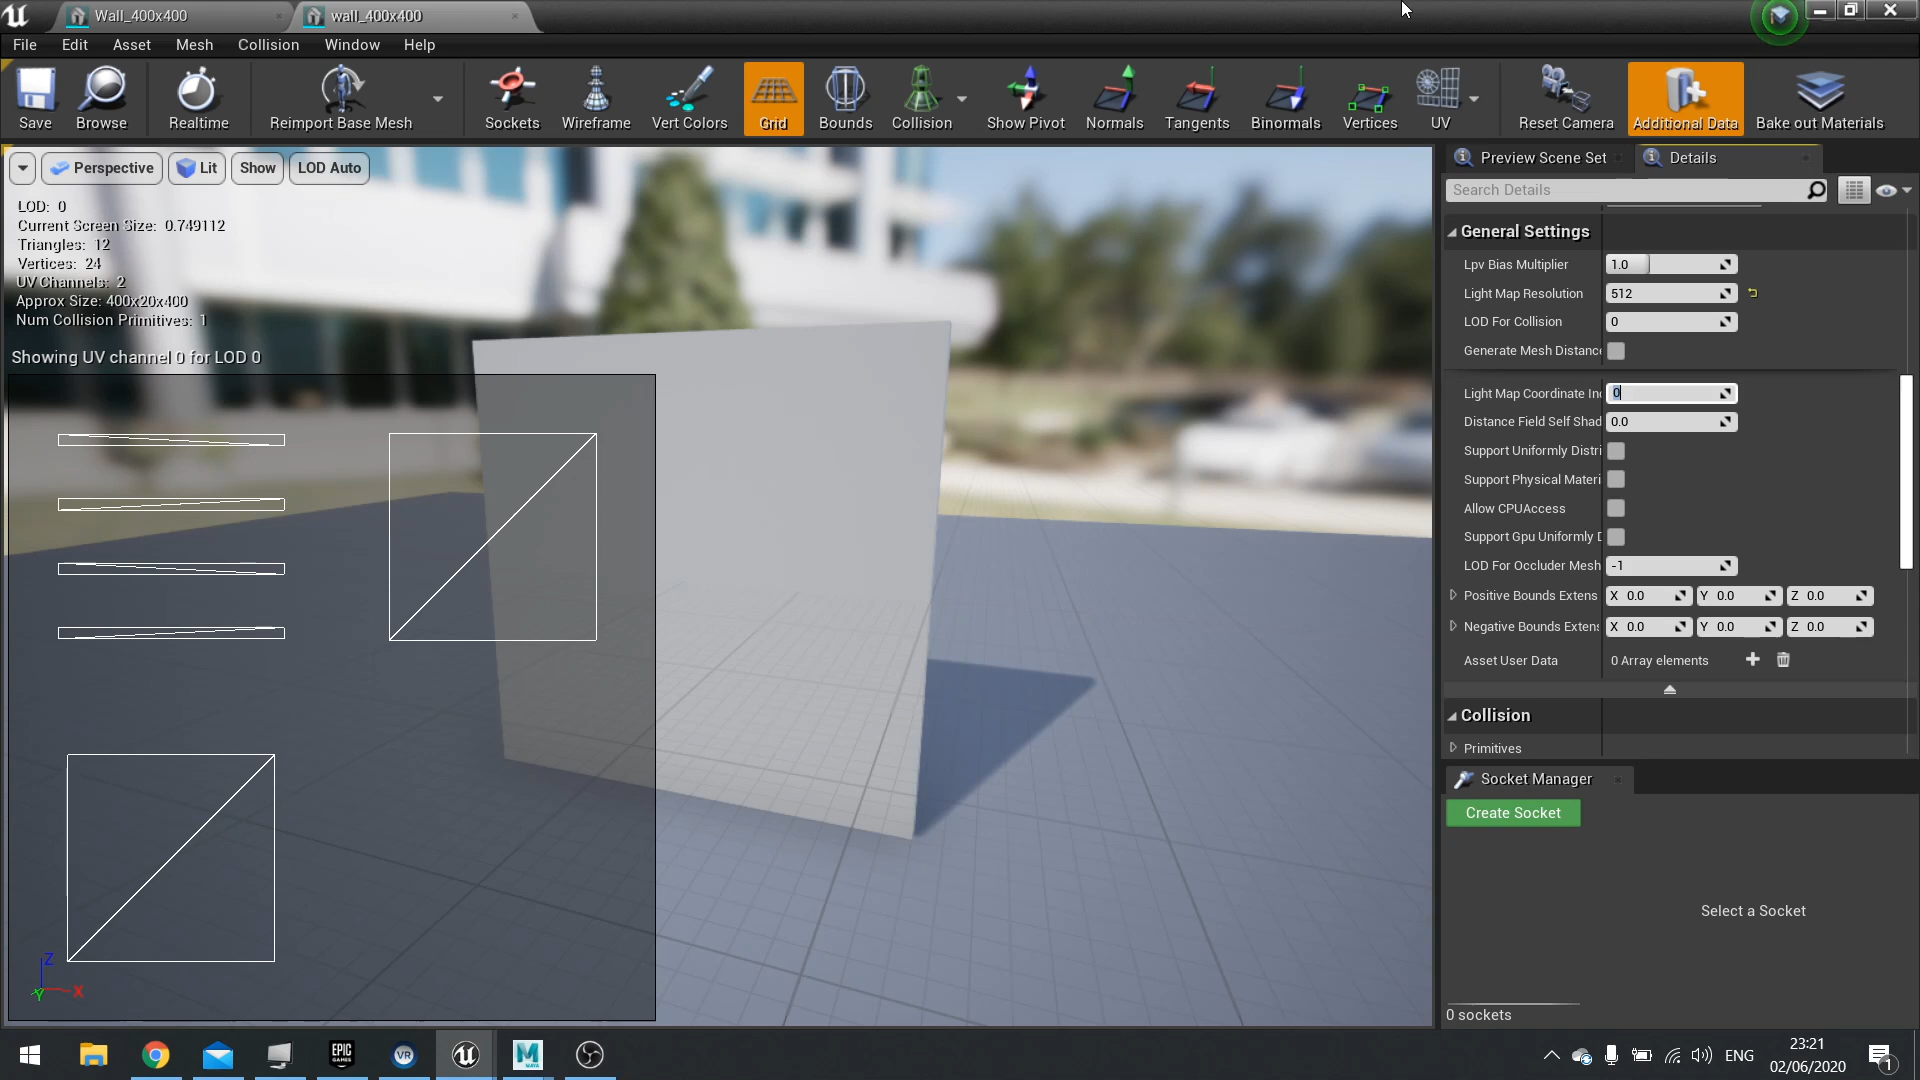 Wall_400x400
wall_400x400
File Edit Asset Mesh Collision Window Help
Save Browse Realtime Reimport Base Mesh Sockets Wireframe Vert Colors Grid Bounds Collision Show Pivot Normals Tangents Binormals Vertices UV Reset Camera Additional Data Bake out Materials
Perspective Lit Show LOD Auto
LOD: 0
Current Screen Size: 0.749112
Triangles: 12
Vertices: 24
UV Channels: 2
Approx Size: 400x20x400
Num Collision Primitives: 1
Showing UV channel 0 for LOD 0
Z
Y X
Preview Scene Set Details
Search Details
General Settings
Lpv Bias Multiplier 1.0
Light Map Resolution 512
LOD For Collision 0
Generate Mesh Distance
Light Map Coordinate Inc 0
Distance Field Self Shad 0.0
Support Uniformly Distri
Support Physical Materi
Allow CPUAccess
Support Gpu Uniformly D
LOD For Occluder Mesh -1
Positive Bounds Extens X 0.0 Y 0.0 Z 0.0
Negative Bounds Extens X 0.0 Y 0.0 Z 0.0
Asset User Data 0 Array elements
Collision
Primitives
Socket Manager
Create Socket
Select a Socket
0 sockets
EPIC GAMES
VR
M
MAYA
ENG
23:21
02/06/2020
1